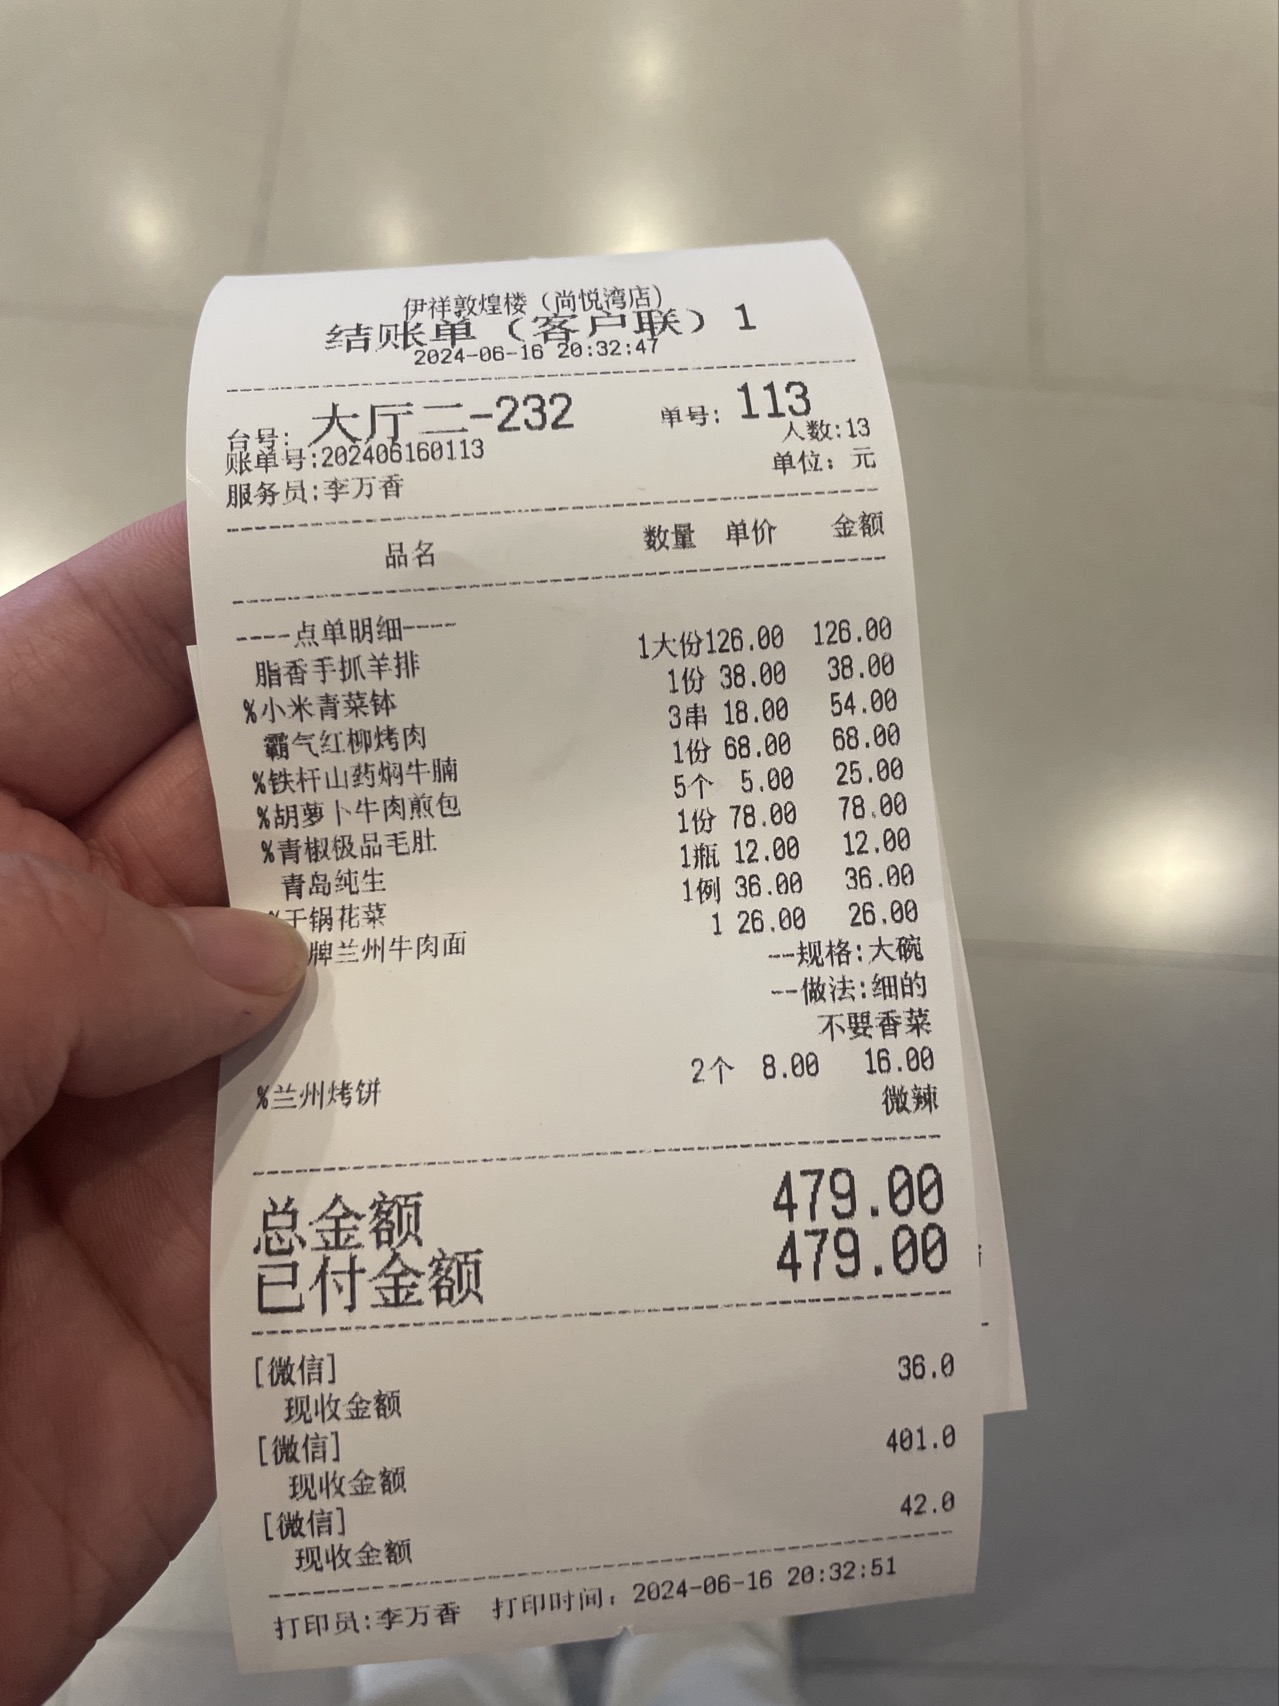 伊祥敦煌楼（尚悦湾店）
结账单（客户联）1
2024-06-16 20:32:47
台号: 大厅二-232 单号: 113
账单号:202406160113 人数:13
服务员:李万香 单位: 元
品名 数量 单价 金额
----点单明细----
脂香手抓羊排 1大份126.00 126.00
%小米青菜钵 1份 38.00 38.00
霸气红柳烤肉 3串 18.00 54.00
%铁杆山药焖牛腩 1份 68.00 68.00
%胡萝卜牛肉煎包 5个 5.00 25.00
%青椒极品毛肚 1份 78.00 78.00
青岛纯生 1瓶 12.00 12.00
%干锅花菜 1例 36.00 36.00
牌兰州牛肉面 1 26.00 26.00
--规格:大碗
--做法:细的
不要香菜
%兰州烤饼 2个 8.00 16.00
微辣
总金额 479.00
已付金额 479.00
[微信]
现收金额 36.0
[微信]
现收金额 401.0
[微信]
现收金额 42.0
打印员:李万香 打印时间: 2024-06-16 20:32:51